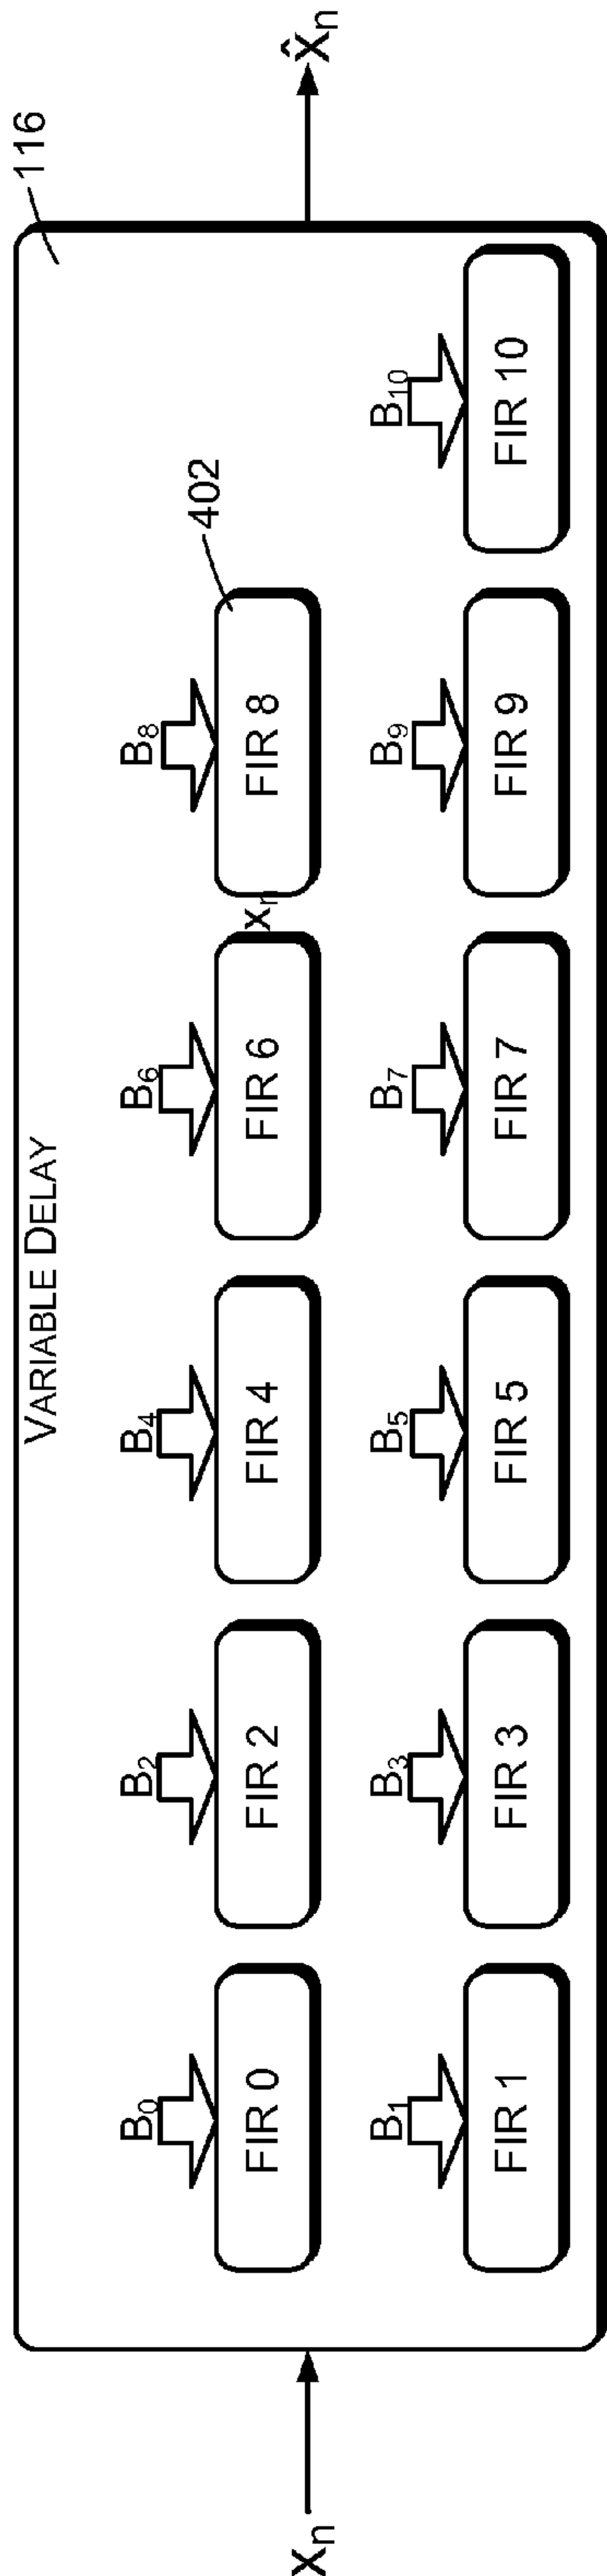 VARIABLE DELAY
116
B₀
B₂
B₄
B₆
B₈
402
FIR 0
FIR 2
FIR 4
FIR 6
xₙ
FIR 8
xₙ
x̂ₙ
B₁
B₃
B₅
B₇
B₉
B₁₀
FIR 1
FIR 3
FIR 5
FIR 7
FIR 9
FIR 10